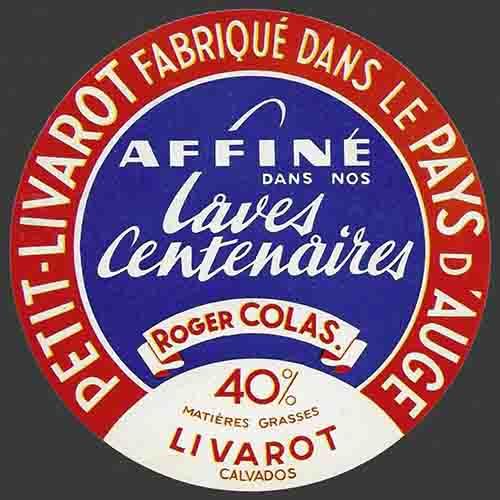 PETIT-LIVAROT FABRIQUÉ DANS LE PAYS D'AUGE
AFFINÉ
DANS NOS
Caves
Centenaires
ROGER COLAS.
40%
MATIÈRES GRASSES
LIVAROT
CALVADOS